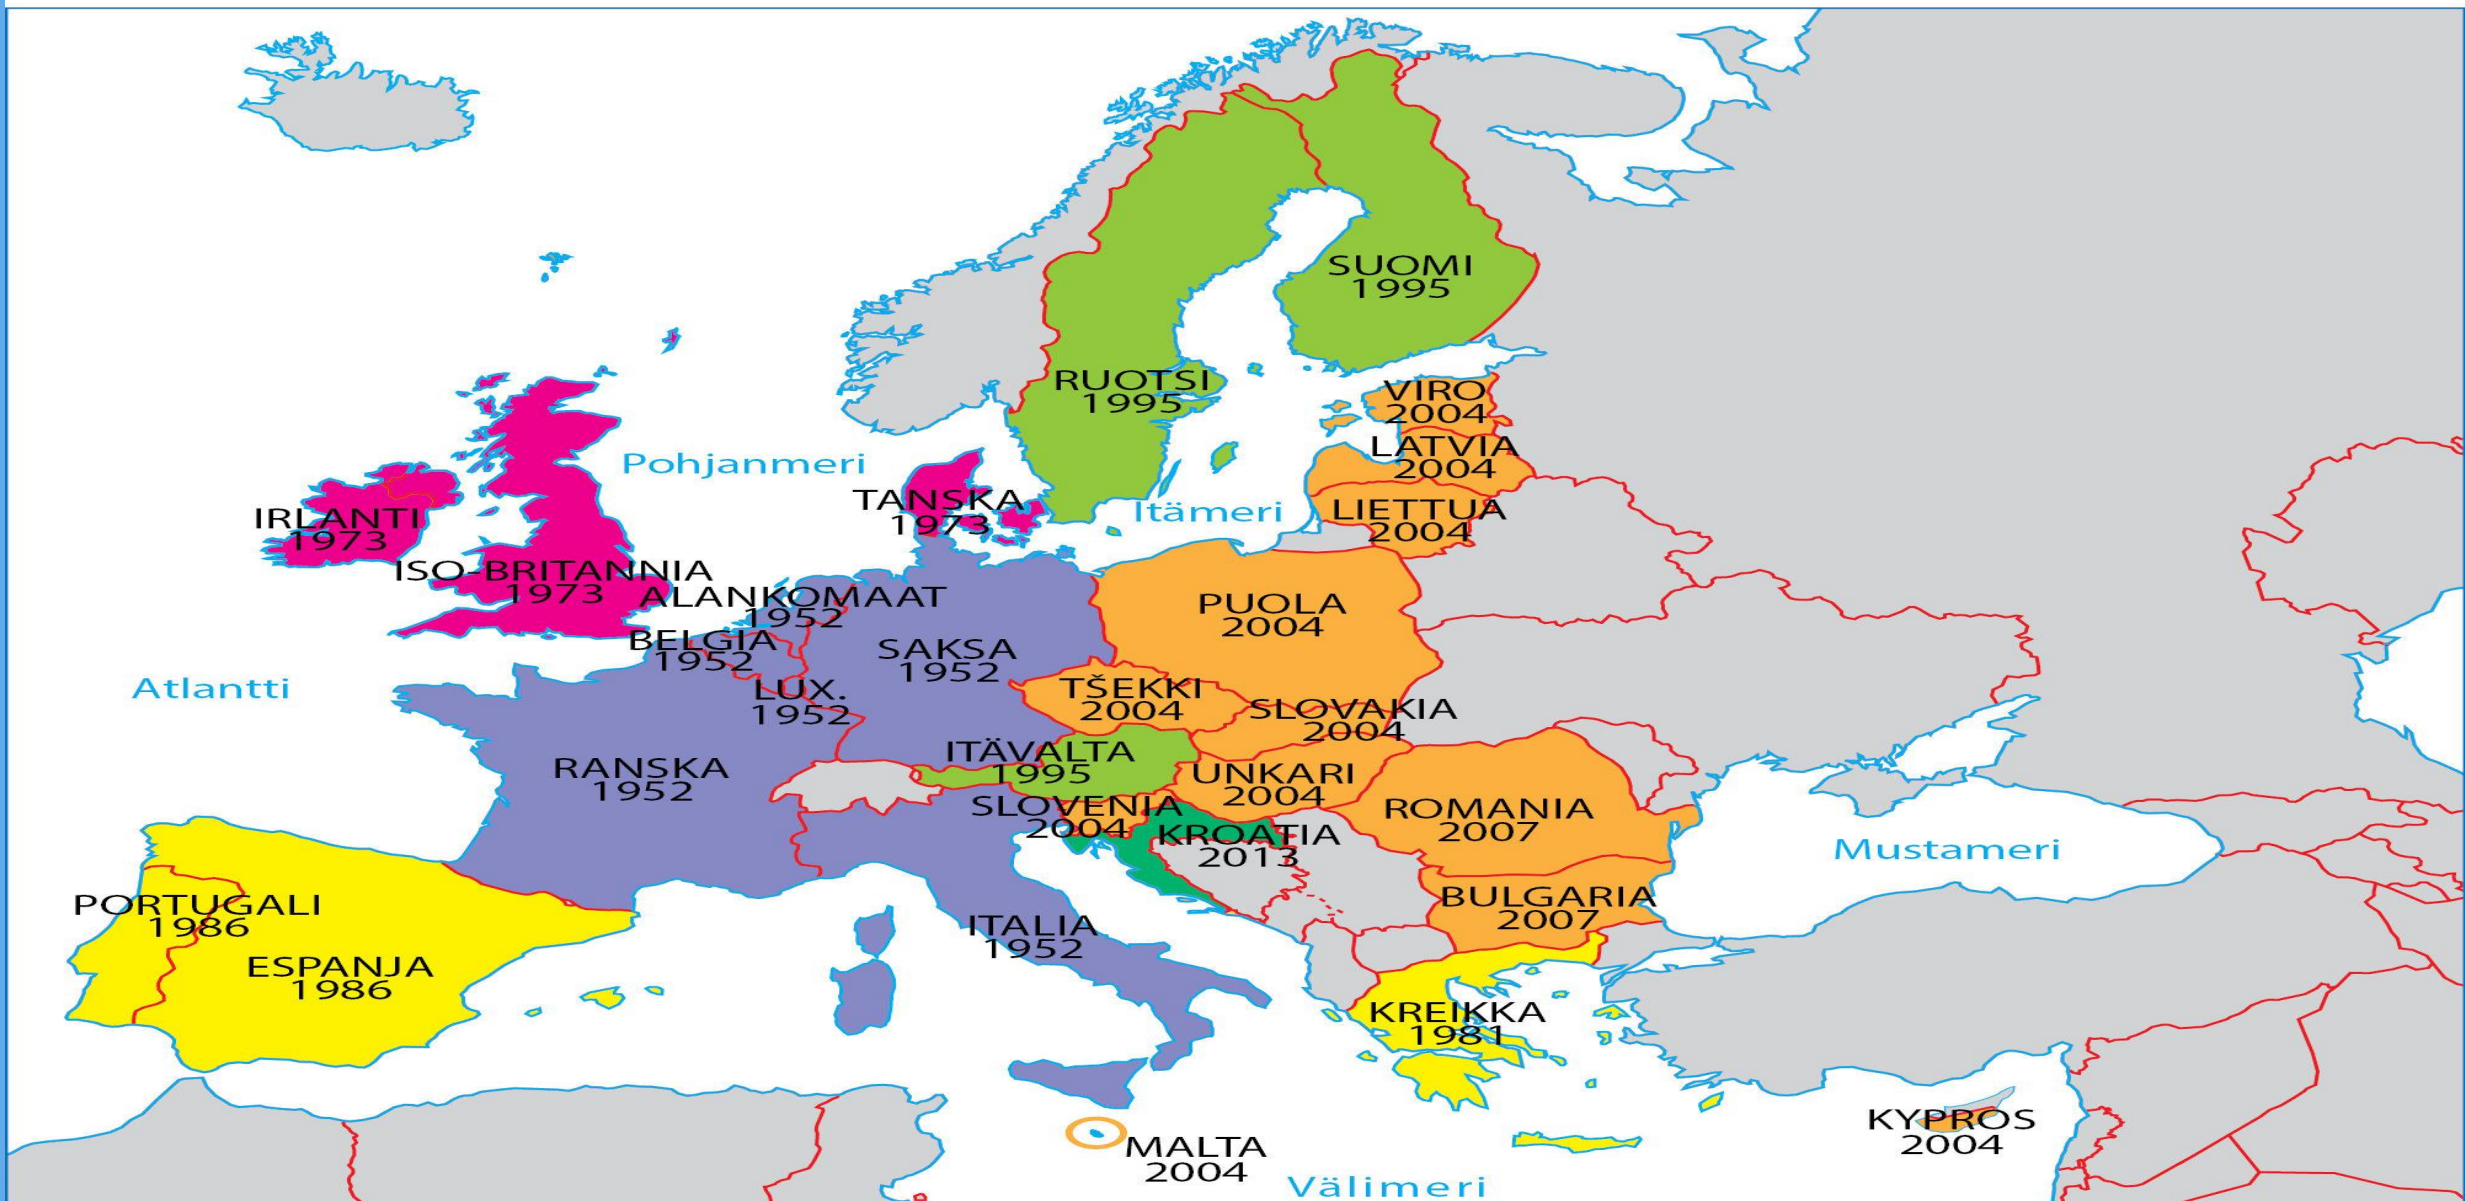 SUOMI
1995
RUOTSI
1995
VIRO
2004
LATVIA
2004
Pohjanmeri
TANSKA
1973
Itämeri
LIETTUA
2004
IRLANTI
1973
ISO-BRITANNIA
1973
ALANKOMAAT
1952
PUOLA
2004
BELGIA
1952
SAKSA
1952
Atlantti
LUX.
1952
TŠEKKI
2004
SLOVAKIA
2004
ITÄVALTA
1995
RANSKA
1952
UNKARI
2004
SLOVENIA
2004
ROMANIA
2007
KROATIA
2013
Mustameri
PORTUGALI
1986
BULGARIA
2007
ITALIA
1952
ESPANJA
1986
KREIKKA
1981
KYPROS
2004
MALTA
2004
Välimeri